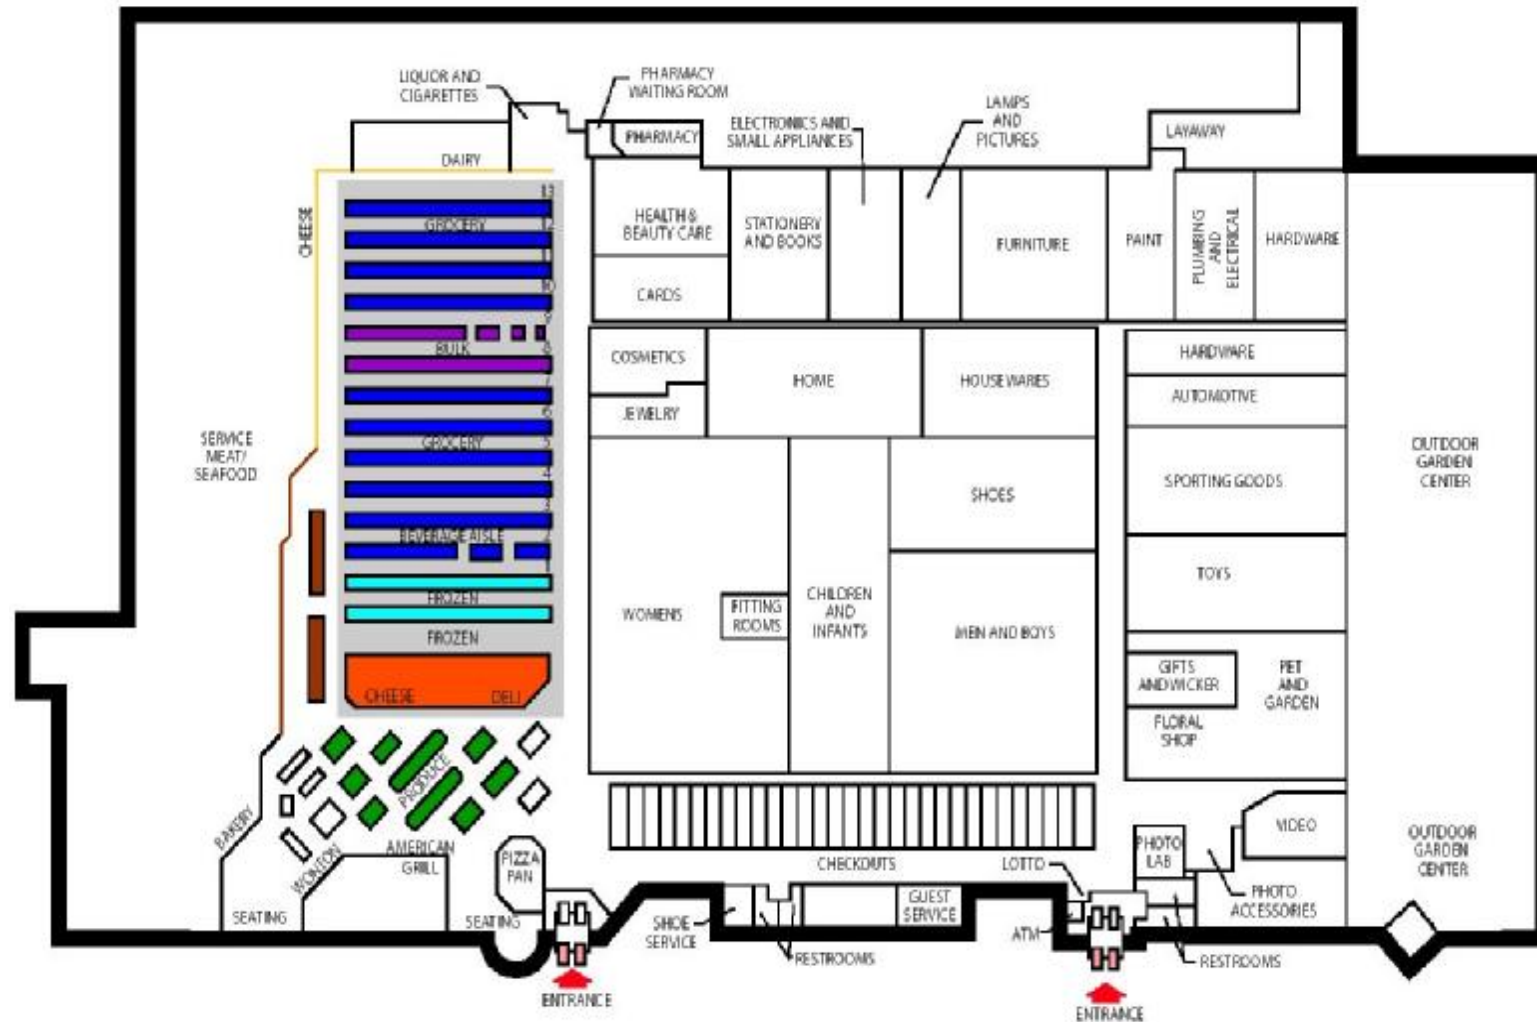 LIQUOR AND
CIGARETTES
PHARMACY
WAITING ROOM
ELECTRONICS AND
SMALL APPLIANCES
LAMPS
AND
PICTURES
LAYAWAY
PHARMACY
DAIRY
CHEESE
13
GROCERY
12
11
10
9
BULK
8
7
6
GROCERY
5
4
3
BEVERAGE AISLE
2
1
FROZEN
FROZEN
CHEESE
DELI
HEALTH &
BEAUTY CARE
CARDS
STATIONERY
AND BOOKS
FURNITURE
PAINT
PLUMBING
AND
ELECTRICAL
HARDWARE
COSMETICS
JEWELRY
HOME
HOUSEWARES
HARDWARE
AUTOMOTIVE
SERVICE
MEAT/
SEAFOOD
SHOES
SPORTING GOODS
OUTDOOR
GARDEN
CENTER
TOYS
WOMENS
FITTING
ROOMS
CHILDREN
AND
INFANTS
MEN AND BOYS
GIFTS
AND WICKER
PET
AND
GARDEN
FLORAL
SHOP
PRODUCE
BAKERY
WONTON
AMERICAN
GRILL
PIZZA
PAN
SEATING
SEATING
CHECKOUTS
LOTTO
PHOTO
LAB
VIDEO
OUTDOOR
GARDEN
CENTER
PHOTO
ACCESSORIES
SHOE
SERVICE
GUEST
SERVICE
ATM
RESTROOMS
RESTROOMS
ENTRANCE
ENTRANCE